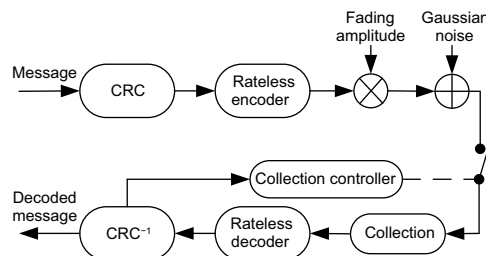 Fading
amplitude
Gaussian
noise
Message
CRC
Rateless
encoder
Collection controller
Decoded
message
CRC⁻¹
Rateless
decoder
Collection